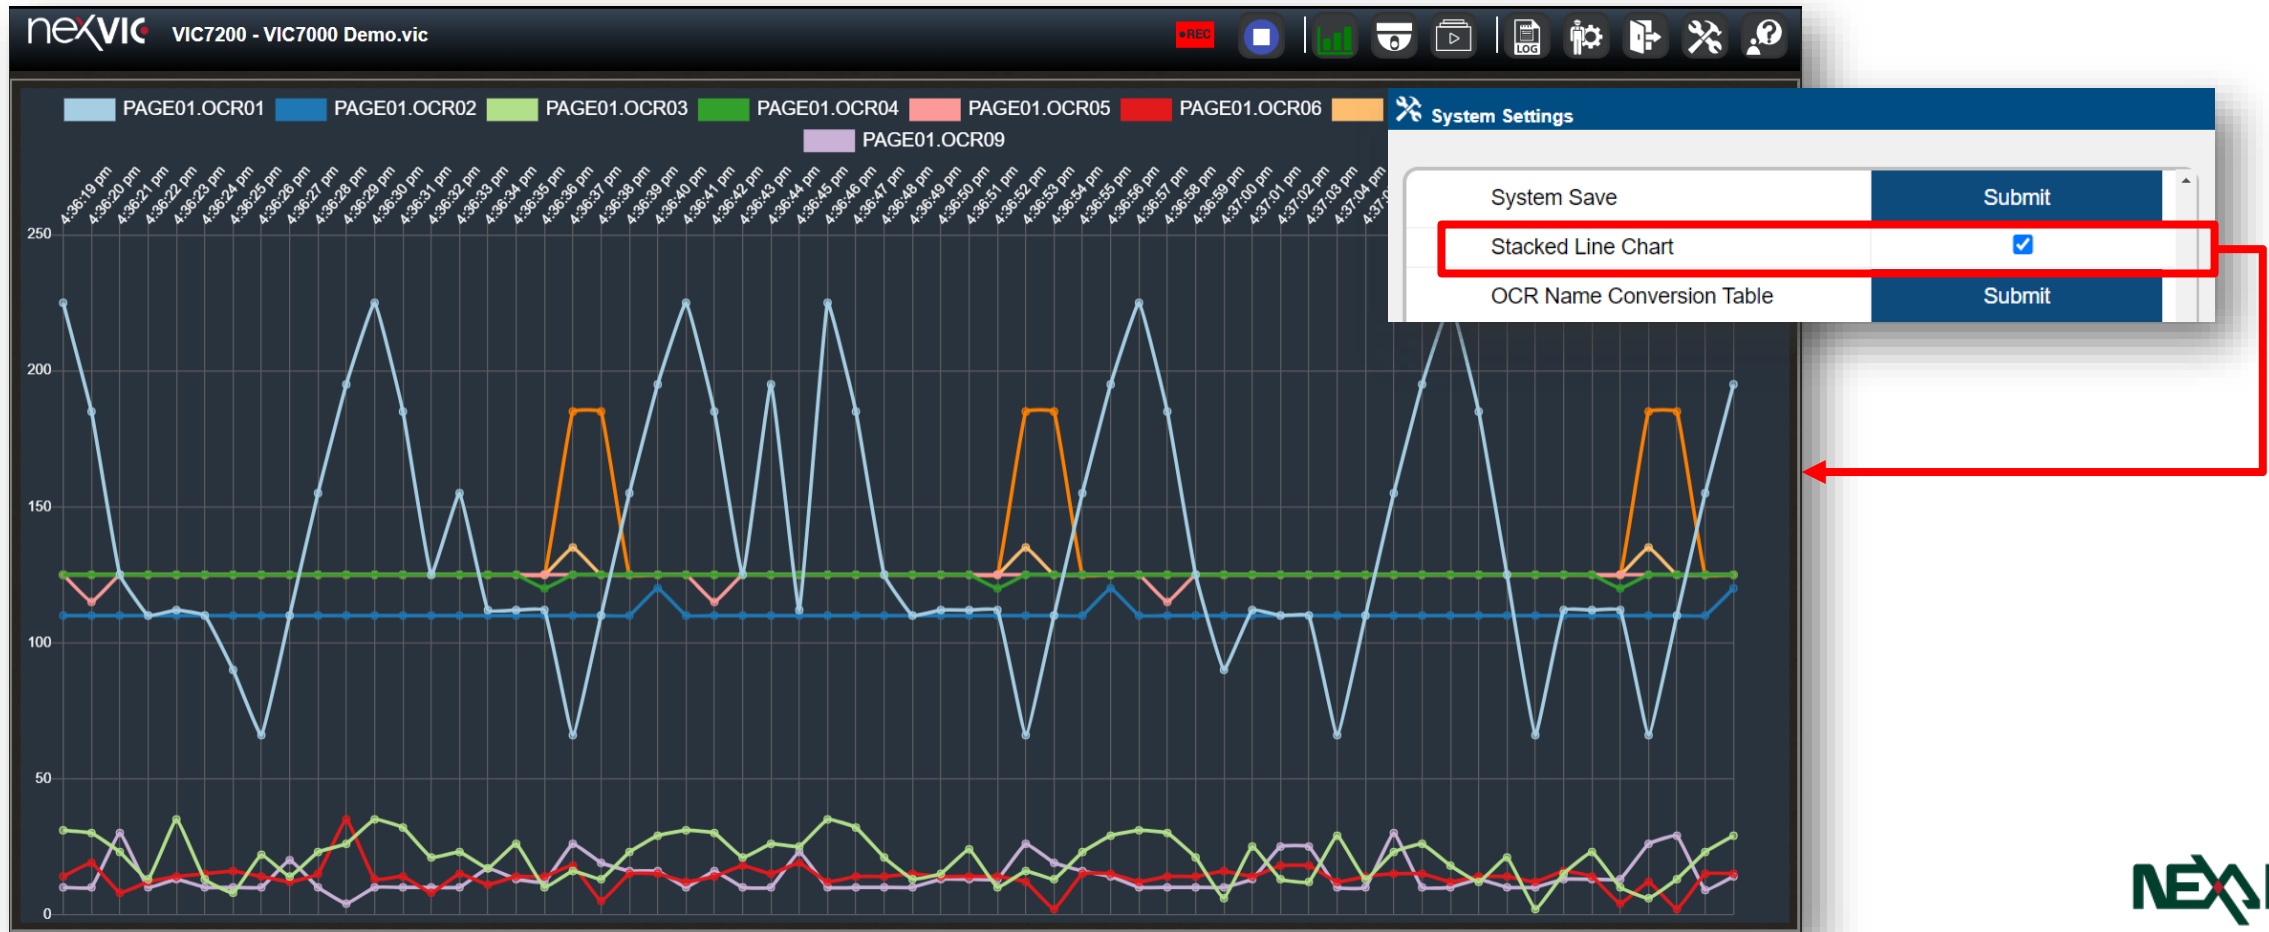 nexvic VIC7200 - VIC7000 Demo.vic ●REC LOG
PAGE01.OCR01 PAGE01.OCR02 PAGE01.OCR03 PAGE01.OCR04 PAGE01.OCR05 PAGE01.OCR06
PAGE01.OCR09
4:36:19 pm 4:36:20 pm 4:36:21 pm 4:36:22 pm 4:36:23 pm 4:36:24 pm 4:36:25 pm 4:36:26 pm 4:36:27 pm 4:36:28 pm 4:36:29 pm 4:36:30 pm 4:36:31 pm 4:36:32 pm 4:36:33 pm 4:36:34 pm 4:36:35 pm 4:36:36 pm 4:36:37 pm 4:36:38 pm 4:36:39 pm 4:36:40 pm 4:36:41 pm 4:36:42 pm 4:36:43 pm 4:36:44 pm 4:36:45 pm 4:36:46 pm 4:36:47 pm 4:36:48 pm 4:36:49 pm 4:36:50 pm 4:36:51 pm 4:36:52 pm 4:36:53 pm 4:36:54 pm 4:36:55 pm 4:36:56 pm 4:36:57 pm 4:36:58 pm 4:36:59 pm 4:37:00 pm 4:37:01 pm 4:37:02 pm 4:37:03 pm 4:37:04 pm
250
200
150
100
50
0
System Settings
System Save Submit
Stacked Line Chart
OCR Name Conversion Table Submit